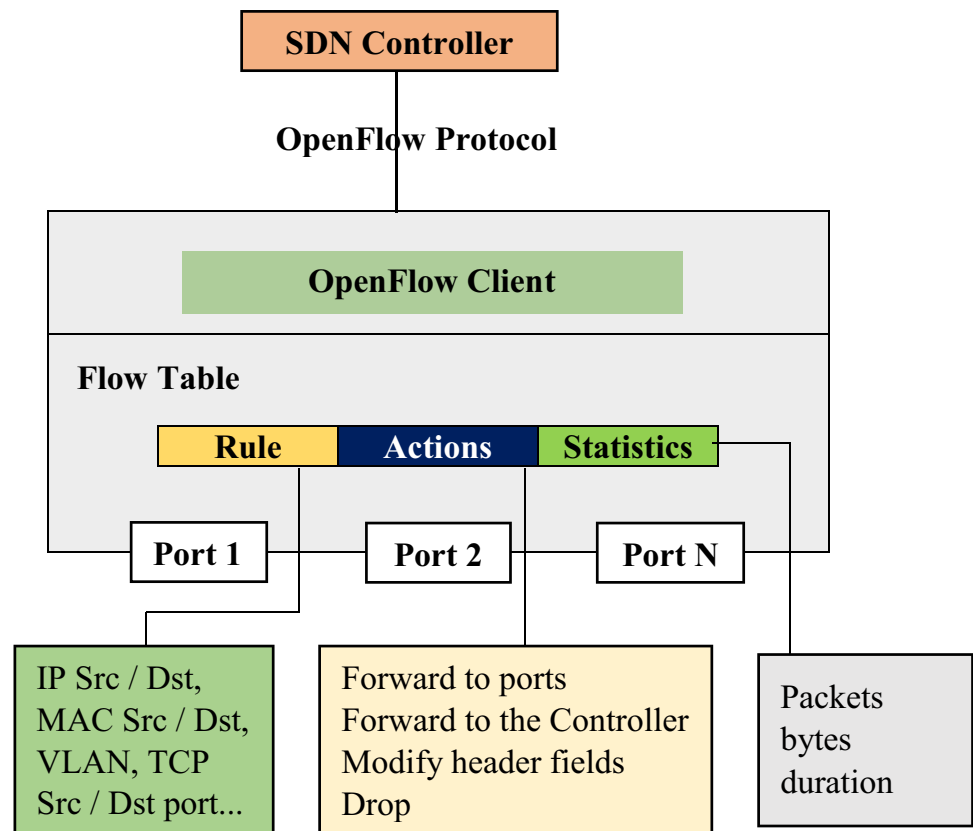 SDN Controller
OpenFlow Protocol
OpenFlow Client
Flow Table
Rule
Actions
Statistics
Port 1
Port 2
Port N
IP Src / Dst,
MAC Src / Dst,
VLAN, TCP
Src / Dst port...
Forward to ports
Forward to the Controller
Modify header fields
Drop
Packets
bytes
duration